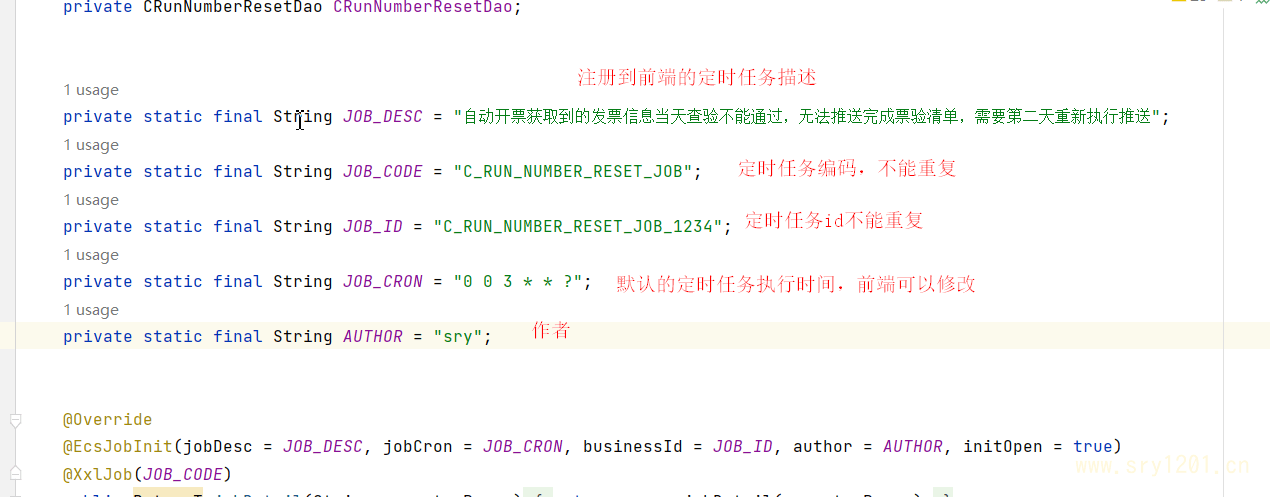 private CRunNumberResetDao CRunNumberResetDao;
注册到前端的定时任务描述
1 usage
private static final String JOB_DESC = "自动开票获取到的发票信息当天查验不能通过，无法推送完成票验清单，需要第二天重新执行推送";
1 usage
private static final String JOB_CODE = "C_RUN_NUMBER_RESET_JOB"; 定时任务编码，不能重复
1 usage
private static final String JOB_ID = "C_RUN_NUMBER_RESET_JOB_1234"; 定时任务id不能重复
1 usage
private static final String JOB_CRON = "0 0 3 * * ?"; 默认的定时任务执行时间，前端可以修改
1 usage
private static final String AUTHOR = "sry"; 作者
@Override
@EcsJobInit(jobDesc = JOB_DESC, jobCron = JOB_CRON, businessId = JOB_ID, author = AUTHOR, initOpen = true)
@XxlJob(JOB_CODE)
www.sry1201.cn